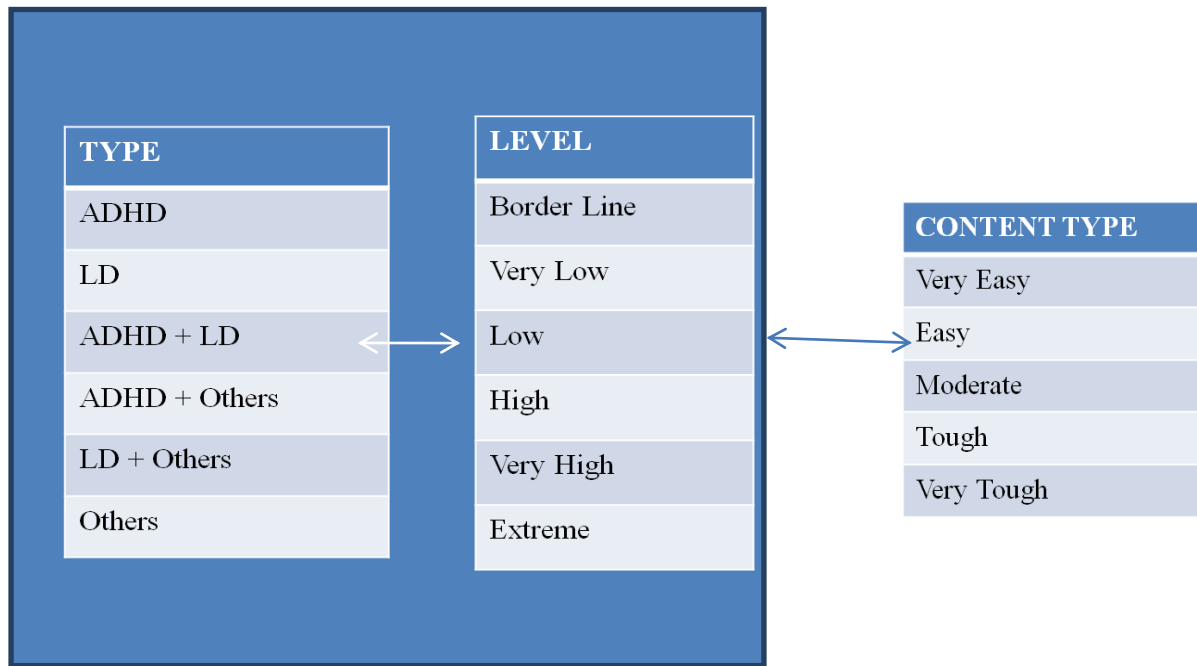 TYPE
ADHD
LD
ADHD + LD
ADHD + Others
LD + Others
Others
LEVEL
Border Line
Very Low
Low
High
Very High
Extreme
CONTENT TYPE
Very Easy
Easy
Moderate
Tough
Very Tough